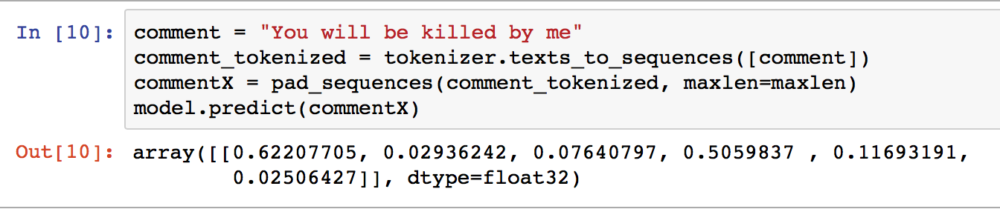 In [10]: comment = "You will be killed by me"
comment_tokenized = tokenizer.texts_to_sequences([comment])
commentX = pad_sequences(comment_tokenized, maxlen=maxlen)
model.predict(commentX)
Out[10]: array([[0.62207705, 0.02936242, 0.07640797, 0.5059837 , 0.11693191,
0.02506427]], dtype=float32)